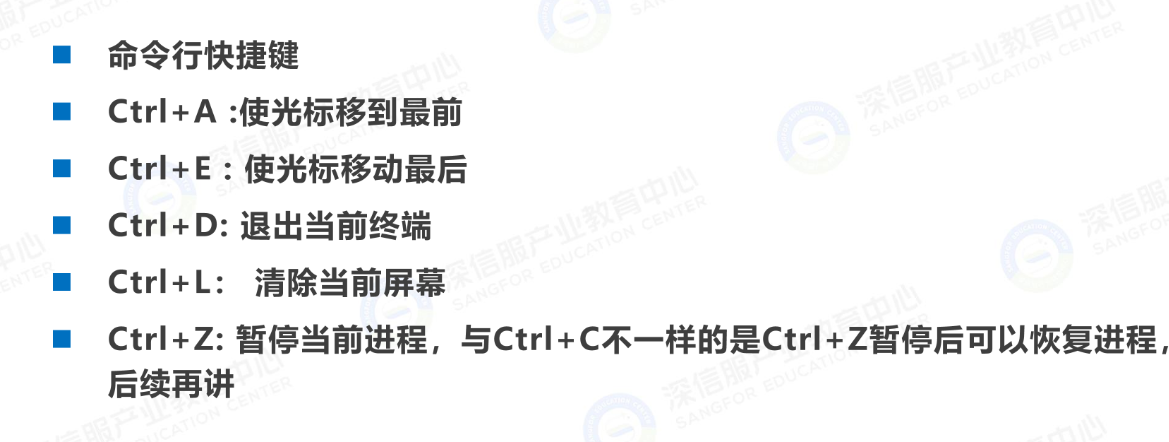 命令行快捷键
Ctrl+A :使光标移到最前
Ctrl+E : 使光标移动最后
Ctrl+D: 退出当前终端
Ctrl+L： 清除当前屏幕
Ctrl+Z: 暂停当前进程，与Ctrl+C不一样的是Ctrl+Z暂停后可以恢复进程，
后续再讲
深信服产业教育中心
SANGFOR EDUCATION CENTER